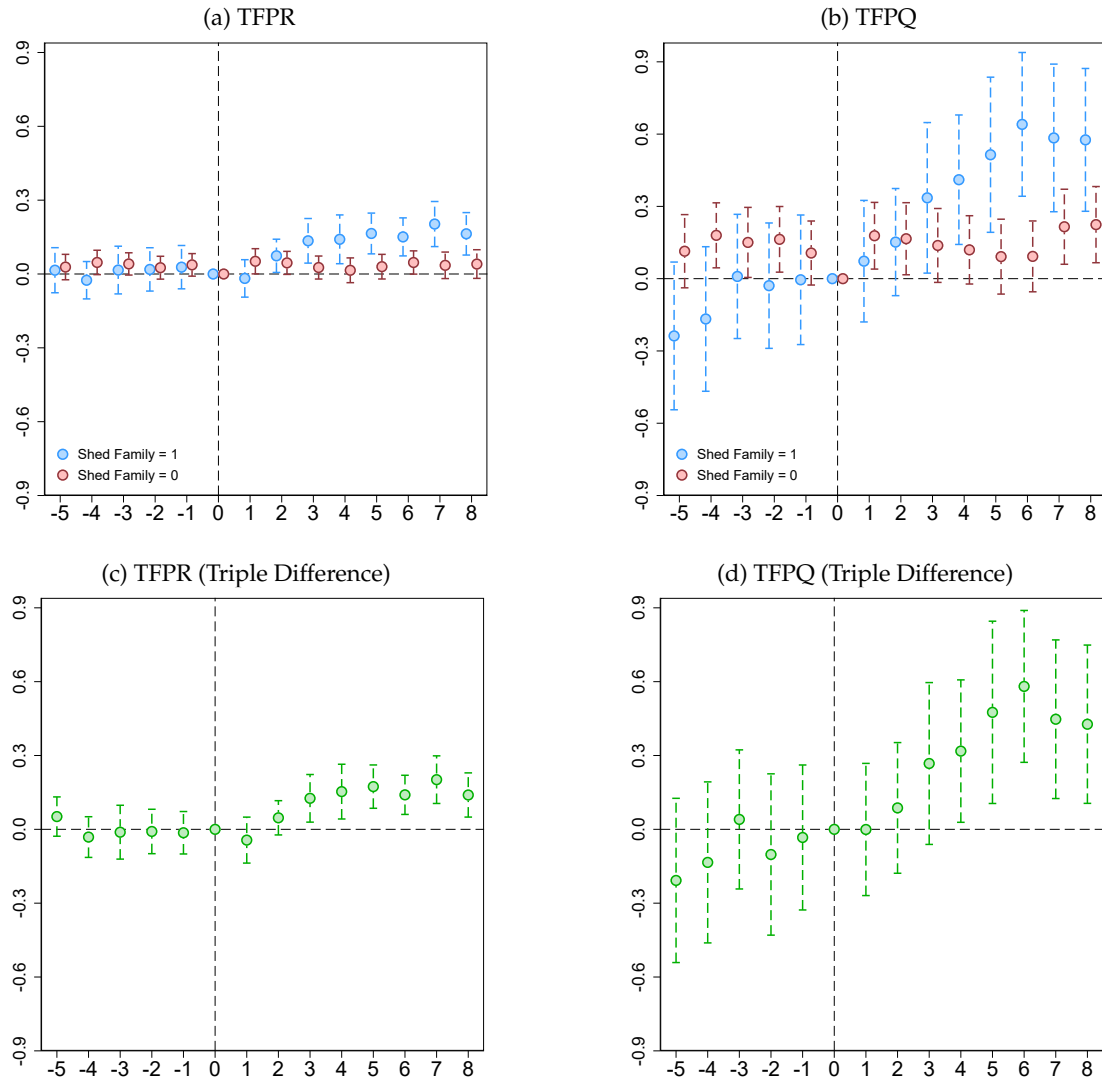 (a) TFPR
0.9
0.6
0.3
0.0
-0.3
-0.6
-0.9
Shed Family = 1
Shed Family = 0
-5 -4 -3 -2 -1 0 1 2 3 4 5 6 7 8
(b) TFPQ
0.9
0.6
0.3
0.0
-0.3
-0.6
-0.9
Shed Family = 1
Shed Family = 0
-5 -4 -3 -2 -1 0 1 2 3 4 5 6 7 8
(c) TFPR (Triple Difference)
0.9
0.6
0.3
0.0
-0.3
-0.6
-0.9
-5 -4 -3 -2 -1 0 1 2 3 4 5 6 7 8
(d) TFPQ (Triple Difference)
0.9
0.6
0.3
0.0
-0.3
-0.6
-0.9
-5 -4 -3 -2 -1 0 1 2 3 4 5 6 7 8